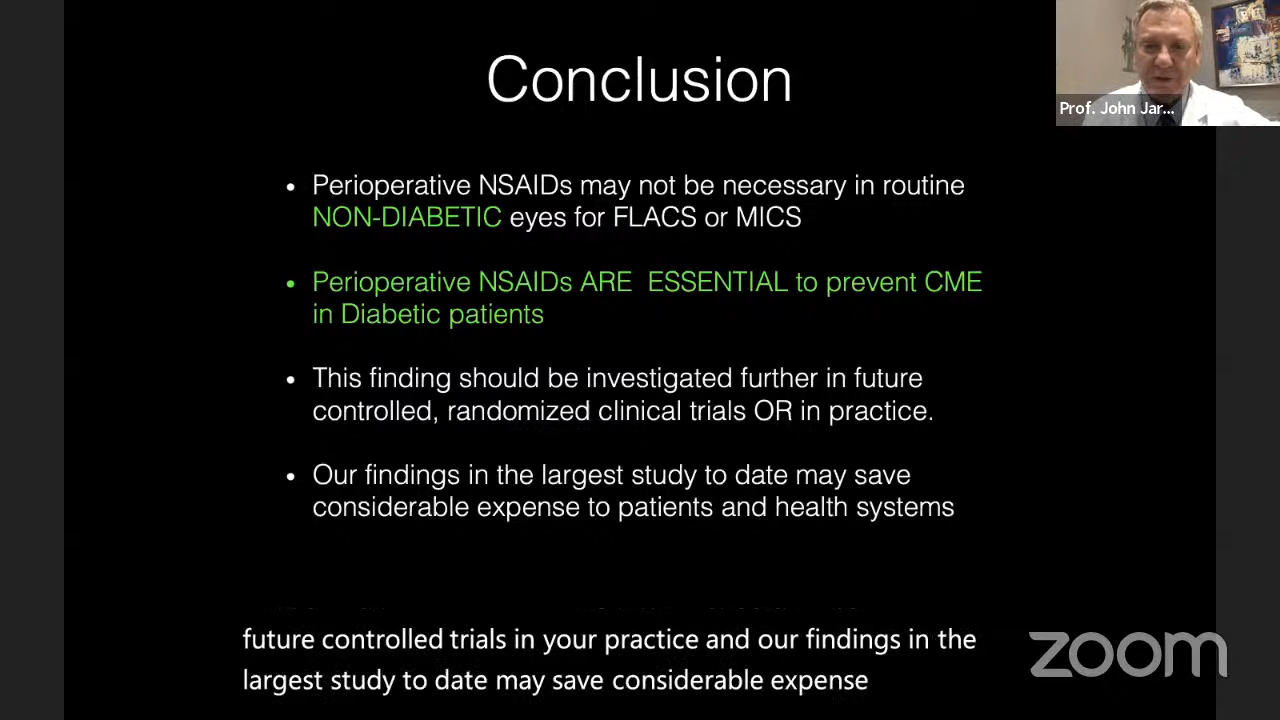 Conclusion
Prof. John Jar...
• Perioperative NSAIDs may not be necessary in routine
NON-DIABETIC eyes for FLACS or MICS
• Perioperative NSAIDs ARE ESSENTIAL to prevent CME
in Diabetic patients
• This finding should be investigated further in future
controlled, randomized clinical trials OR in practice.
• Our findings in the largest study to date may save
considerable expense to patients and health systems
future controlled trials in your practice and our findings in the
largest study to date may save considerable expense
zoom